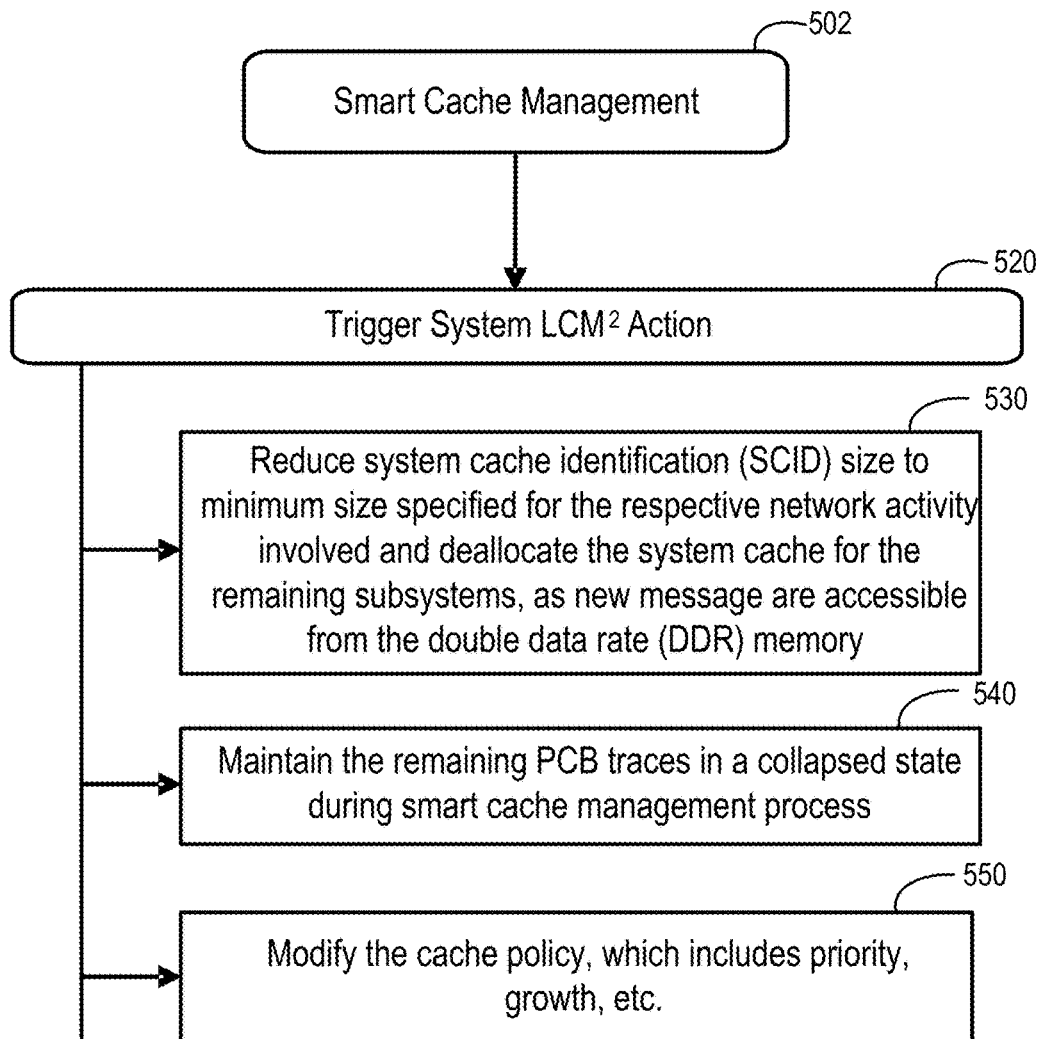 502
Smart Cache Management
520
Trigger System LCM² Action
530
Reduce system cache identification (SCID) size to
minimum size specified for the respective network activity
involved and deallocate the system cache for the
remaining subsystems, as new message are accessible
from the double data rate (DDR) memory
540
Maintain the remaining PCB traces in a collapsed state
during smart cache management process
550
Modify the cache policy, which includes priority,
growth, etc.